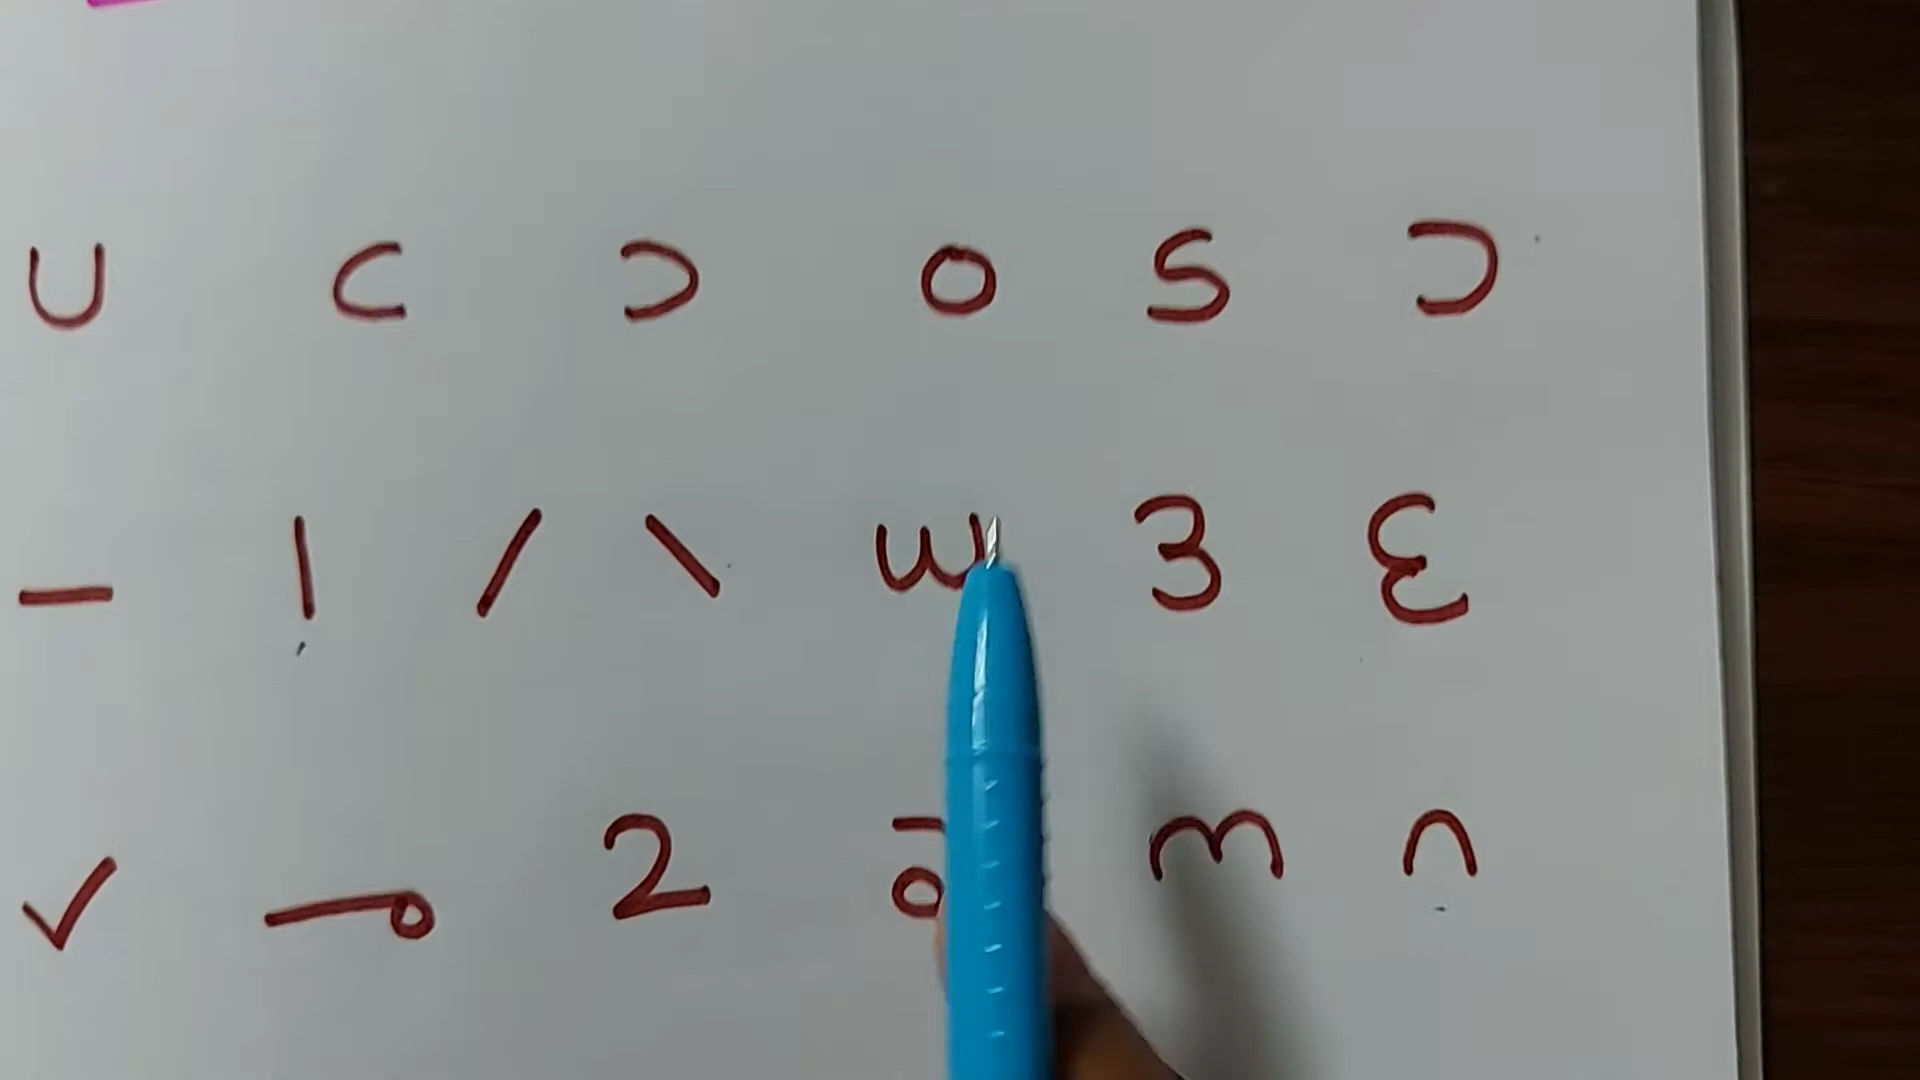 U C Ɔ O S Ɔ
— | / \ W 3 Ɛ
✓ 2 m n